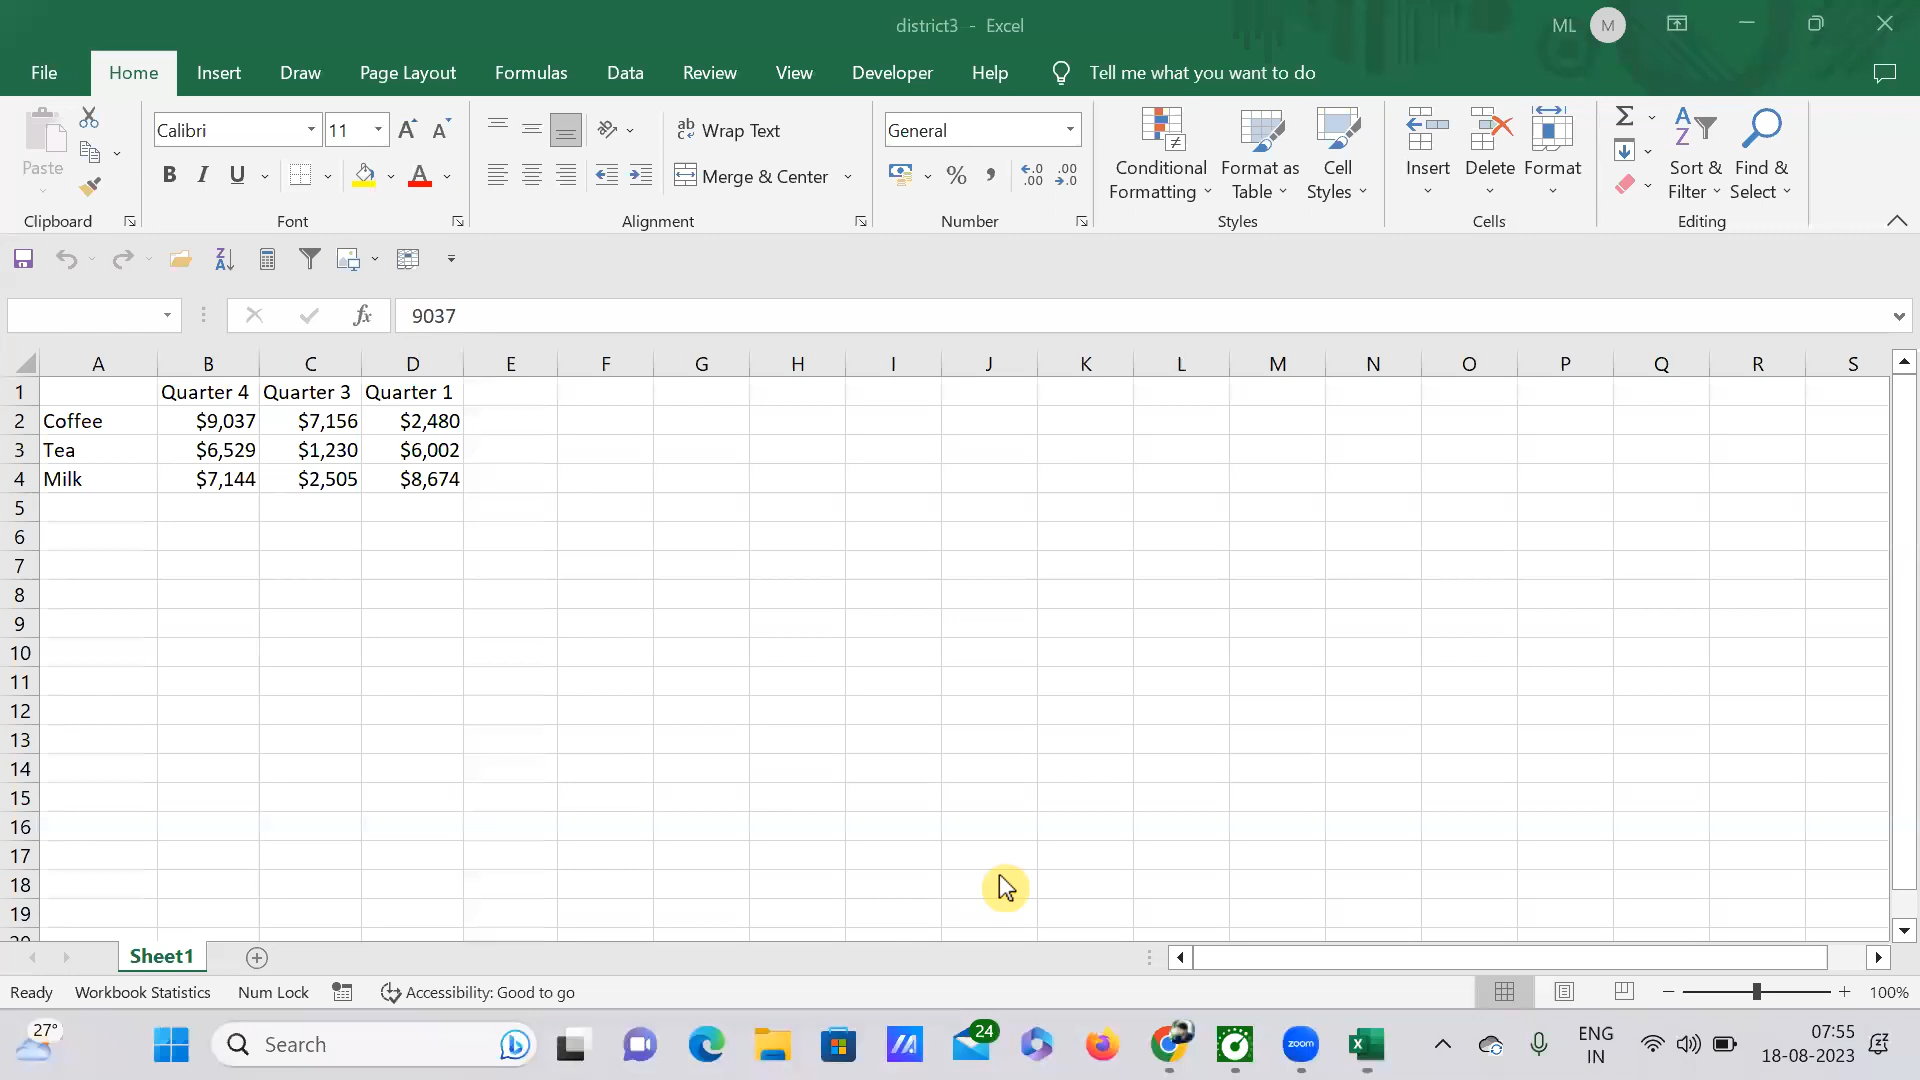 district3 - Excel
ML M
File Home Insert Draw Page Layout Formulas Data Review View Developer Help Tell me what you want to do
Paste
Clipboard
Calibri 11
B I U
Font
Wrap Text
Merge & Center
Alignment
General
Number
Conditional Formatting
Format as Table
Cell Styles
Styles
Insert
Delete
Format
Cells
Sort & Filter
Find & Select
Editing
fx 9037
A B C D E F G H I J K L M N O P Q R S
1 Quarter 4 Quarter 3 Quarter 1
2 Coffee $9,037 $7,156 $2,480
3 Tea $6,529 $1,230 $6,002
4 Milk $7,144 $2,505 $8,674
5
6
7
8
9
10
11
12
13
14
15
16
17
18
19
20
Sheet1
Ready Workbook Statistics Num Lock Accessibility: Good to go 100%
27°
Search
24
zoom
ENG
IN
07:55
18-08-2023